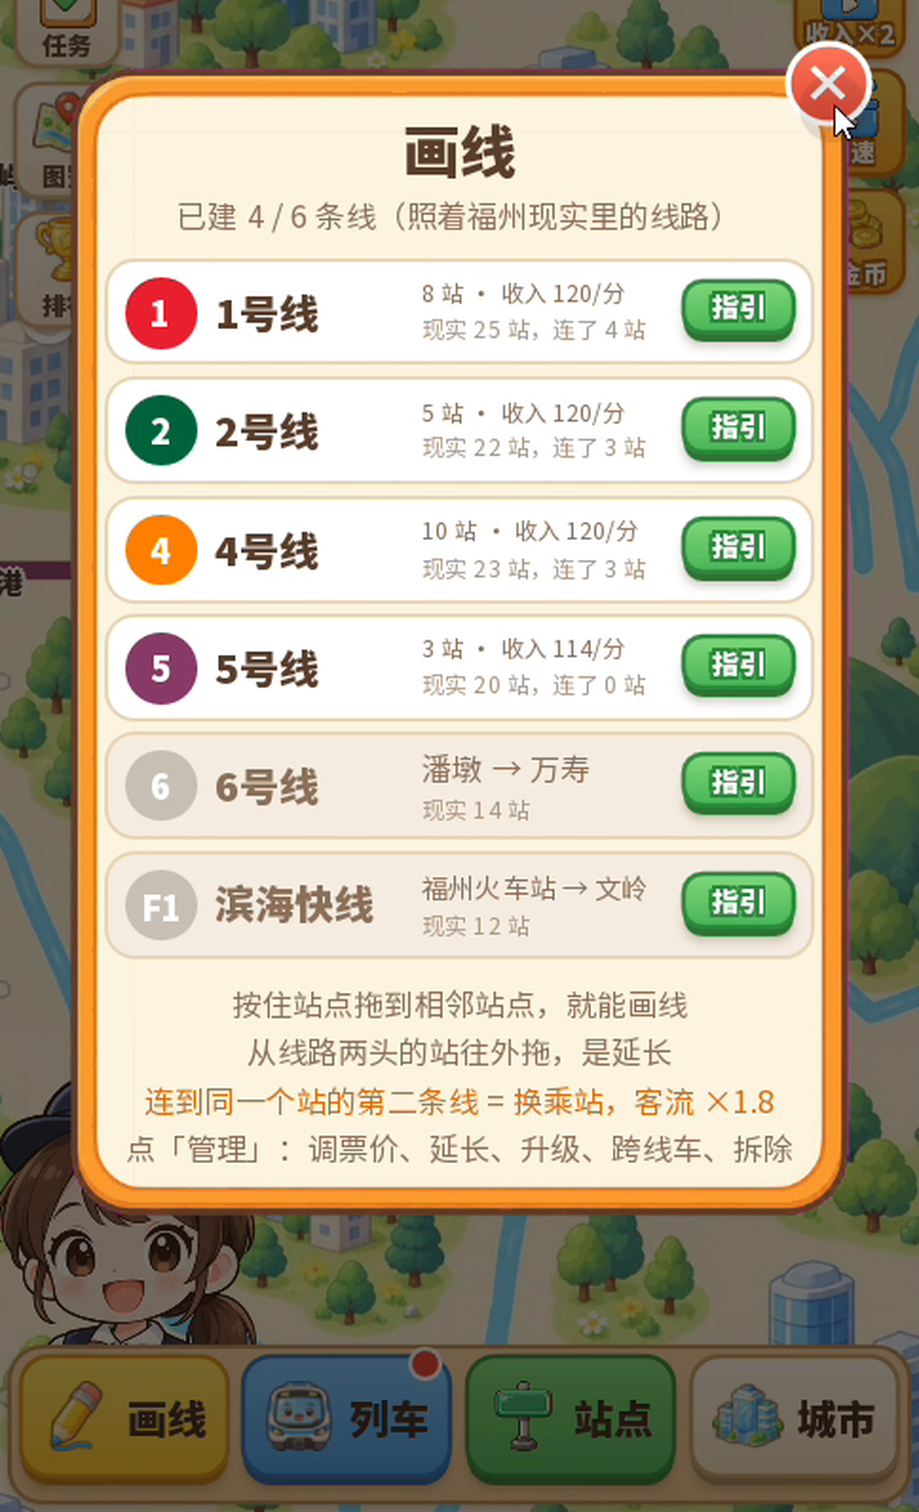 任务
收入×2
图
速
排
金币
港
画线
已建 4 / 6 条线（照着福州现实里的线路）
1 1号线 8 站 · 收入 120/分 指引
现实 25 站，连了 4 站
2 2号线 5 站 · 收入 120/分 指引
现实 22 站，连了 3 站
4 4号线 10 站 · 收入 120/分 指引
现实 23 站，连了 3 站
5 5号线 3 站 · 收入 114/分 指引
现实 20 站，连了 0 站
6 6号线 潘墩 → 万寿 指引
现实 14 站
F1 滨海快线 福州火车站 → 文岭 指引
现实 12 站
按住站点拖到相邻站点，就能画线
从线路两头的站往外拖，是延长
连到同一个站的第二条线 = 换乘站，客流 ×1.8
点「管理」：调票价、延长、升级、跨线车、拆除
画线 列车 站点 城市